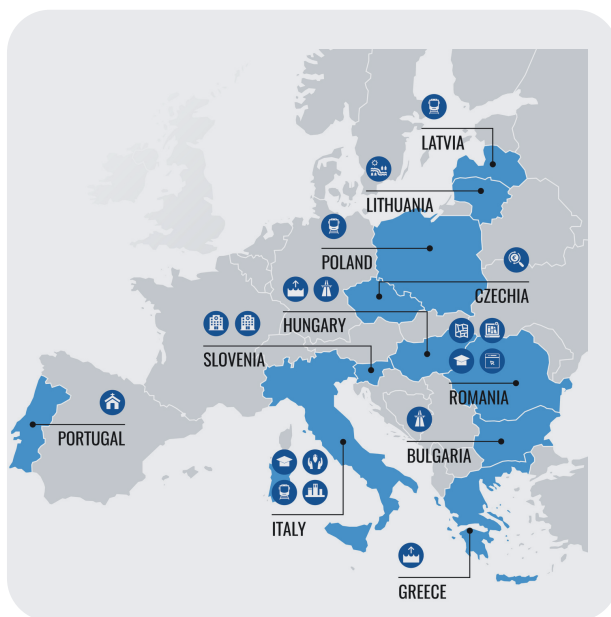 LATVIA
LITHUANIA
POLAND
CZECHIA
HUNGARY
SLOVENIA
ROMANIA
PORTUGAL
BULGARIA
ITALY
GREECE